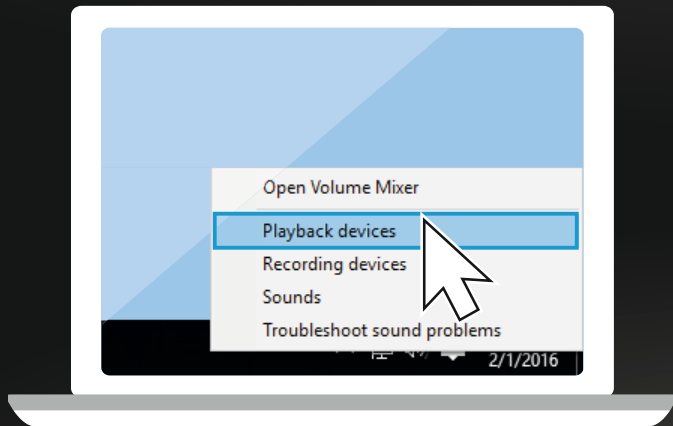 Open Volume Mixer
Playback devices
Recording devices
Sounds
Troubleshoot sound problems
2/1/2016